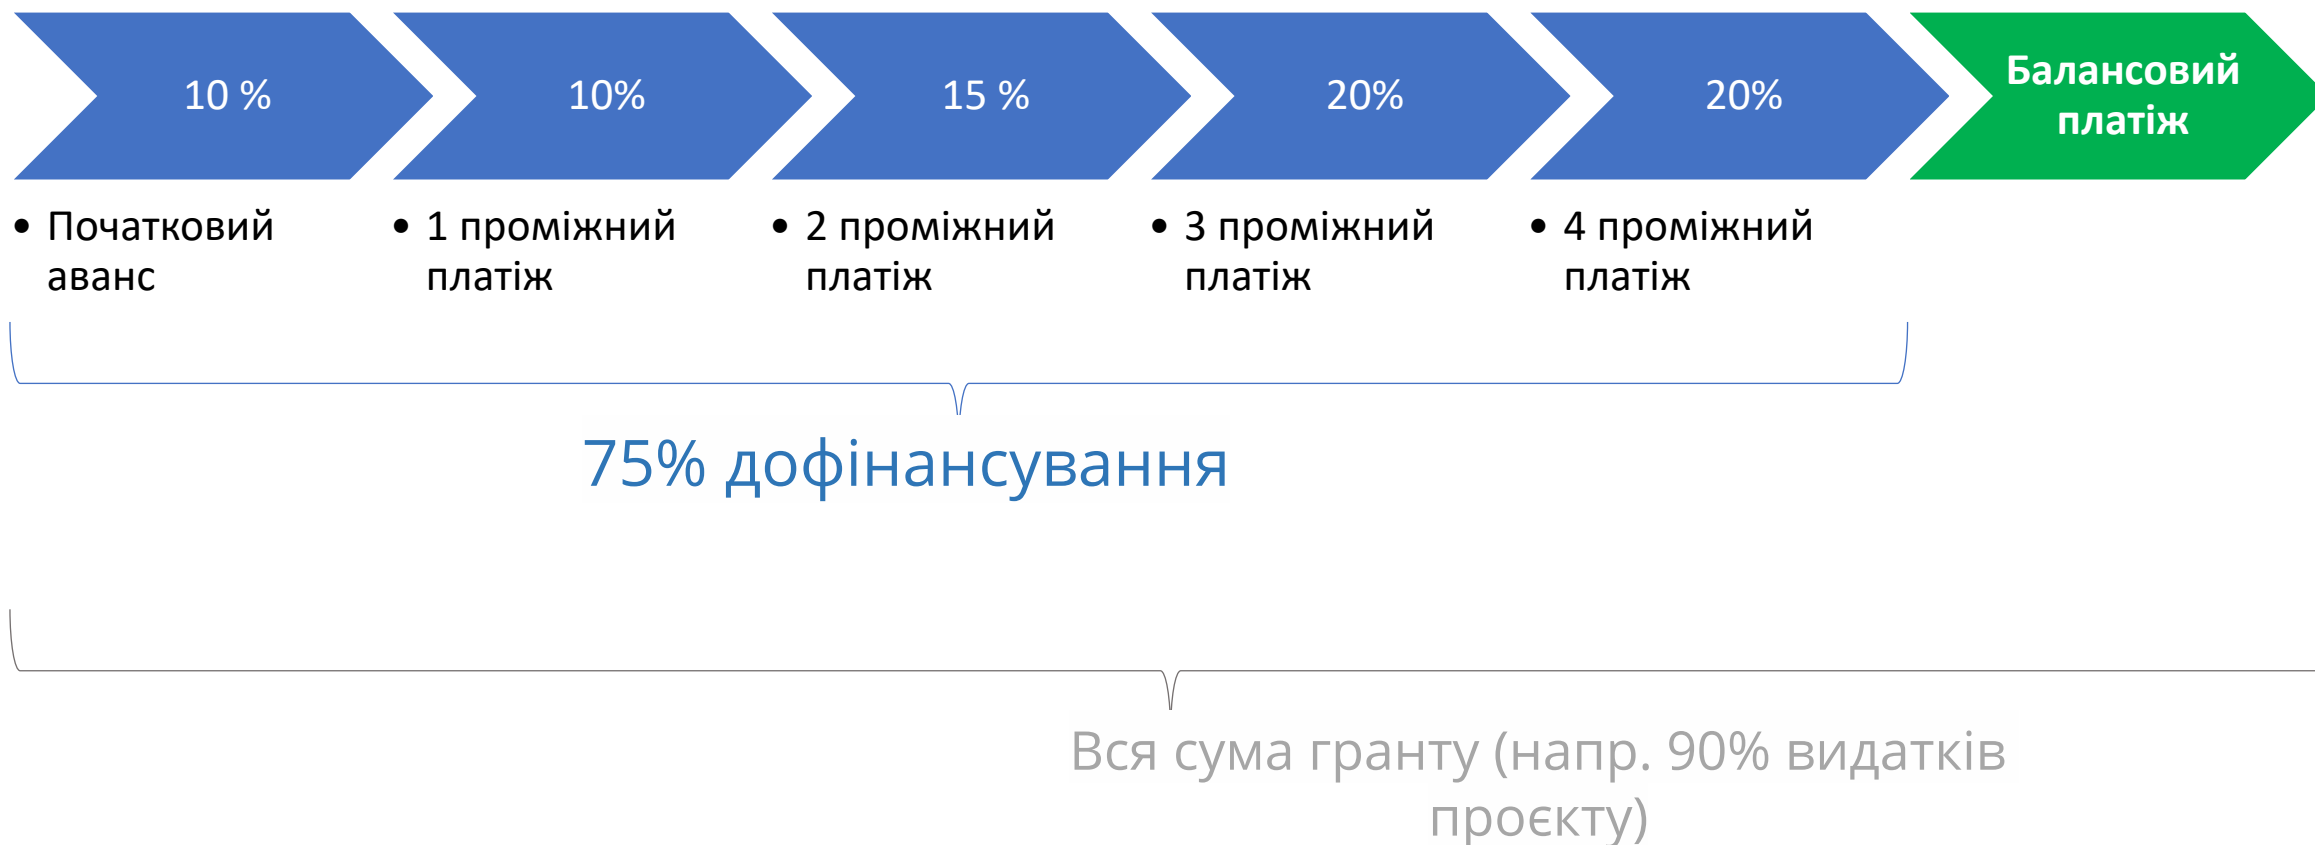 10 %
10%
15 %
20%
20%
Балансовий
платіж
• Початковий
аванс
• 1 проміжний
платіж
• 2 проміжний
платіж
• 3 проміжний
платіж
• 4 проміжний
платіж
75% дофінансування
Вся сума гранту (напр. 90% видатків
проєкту)